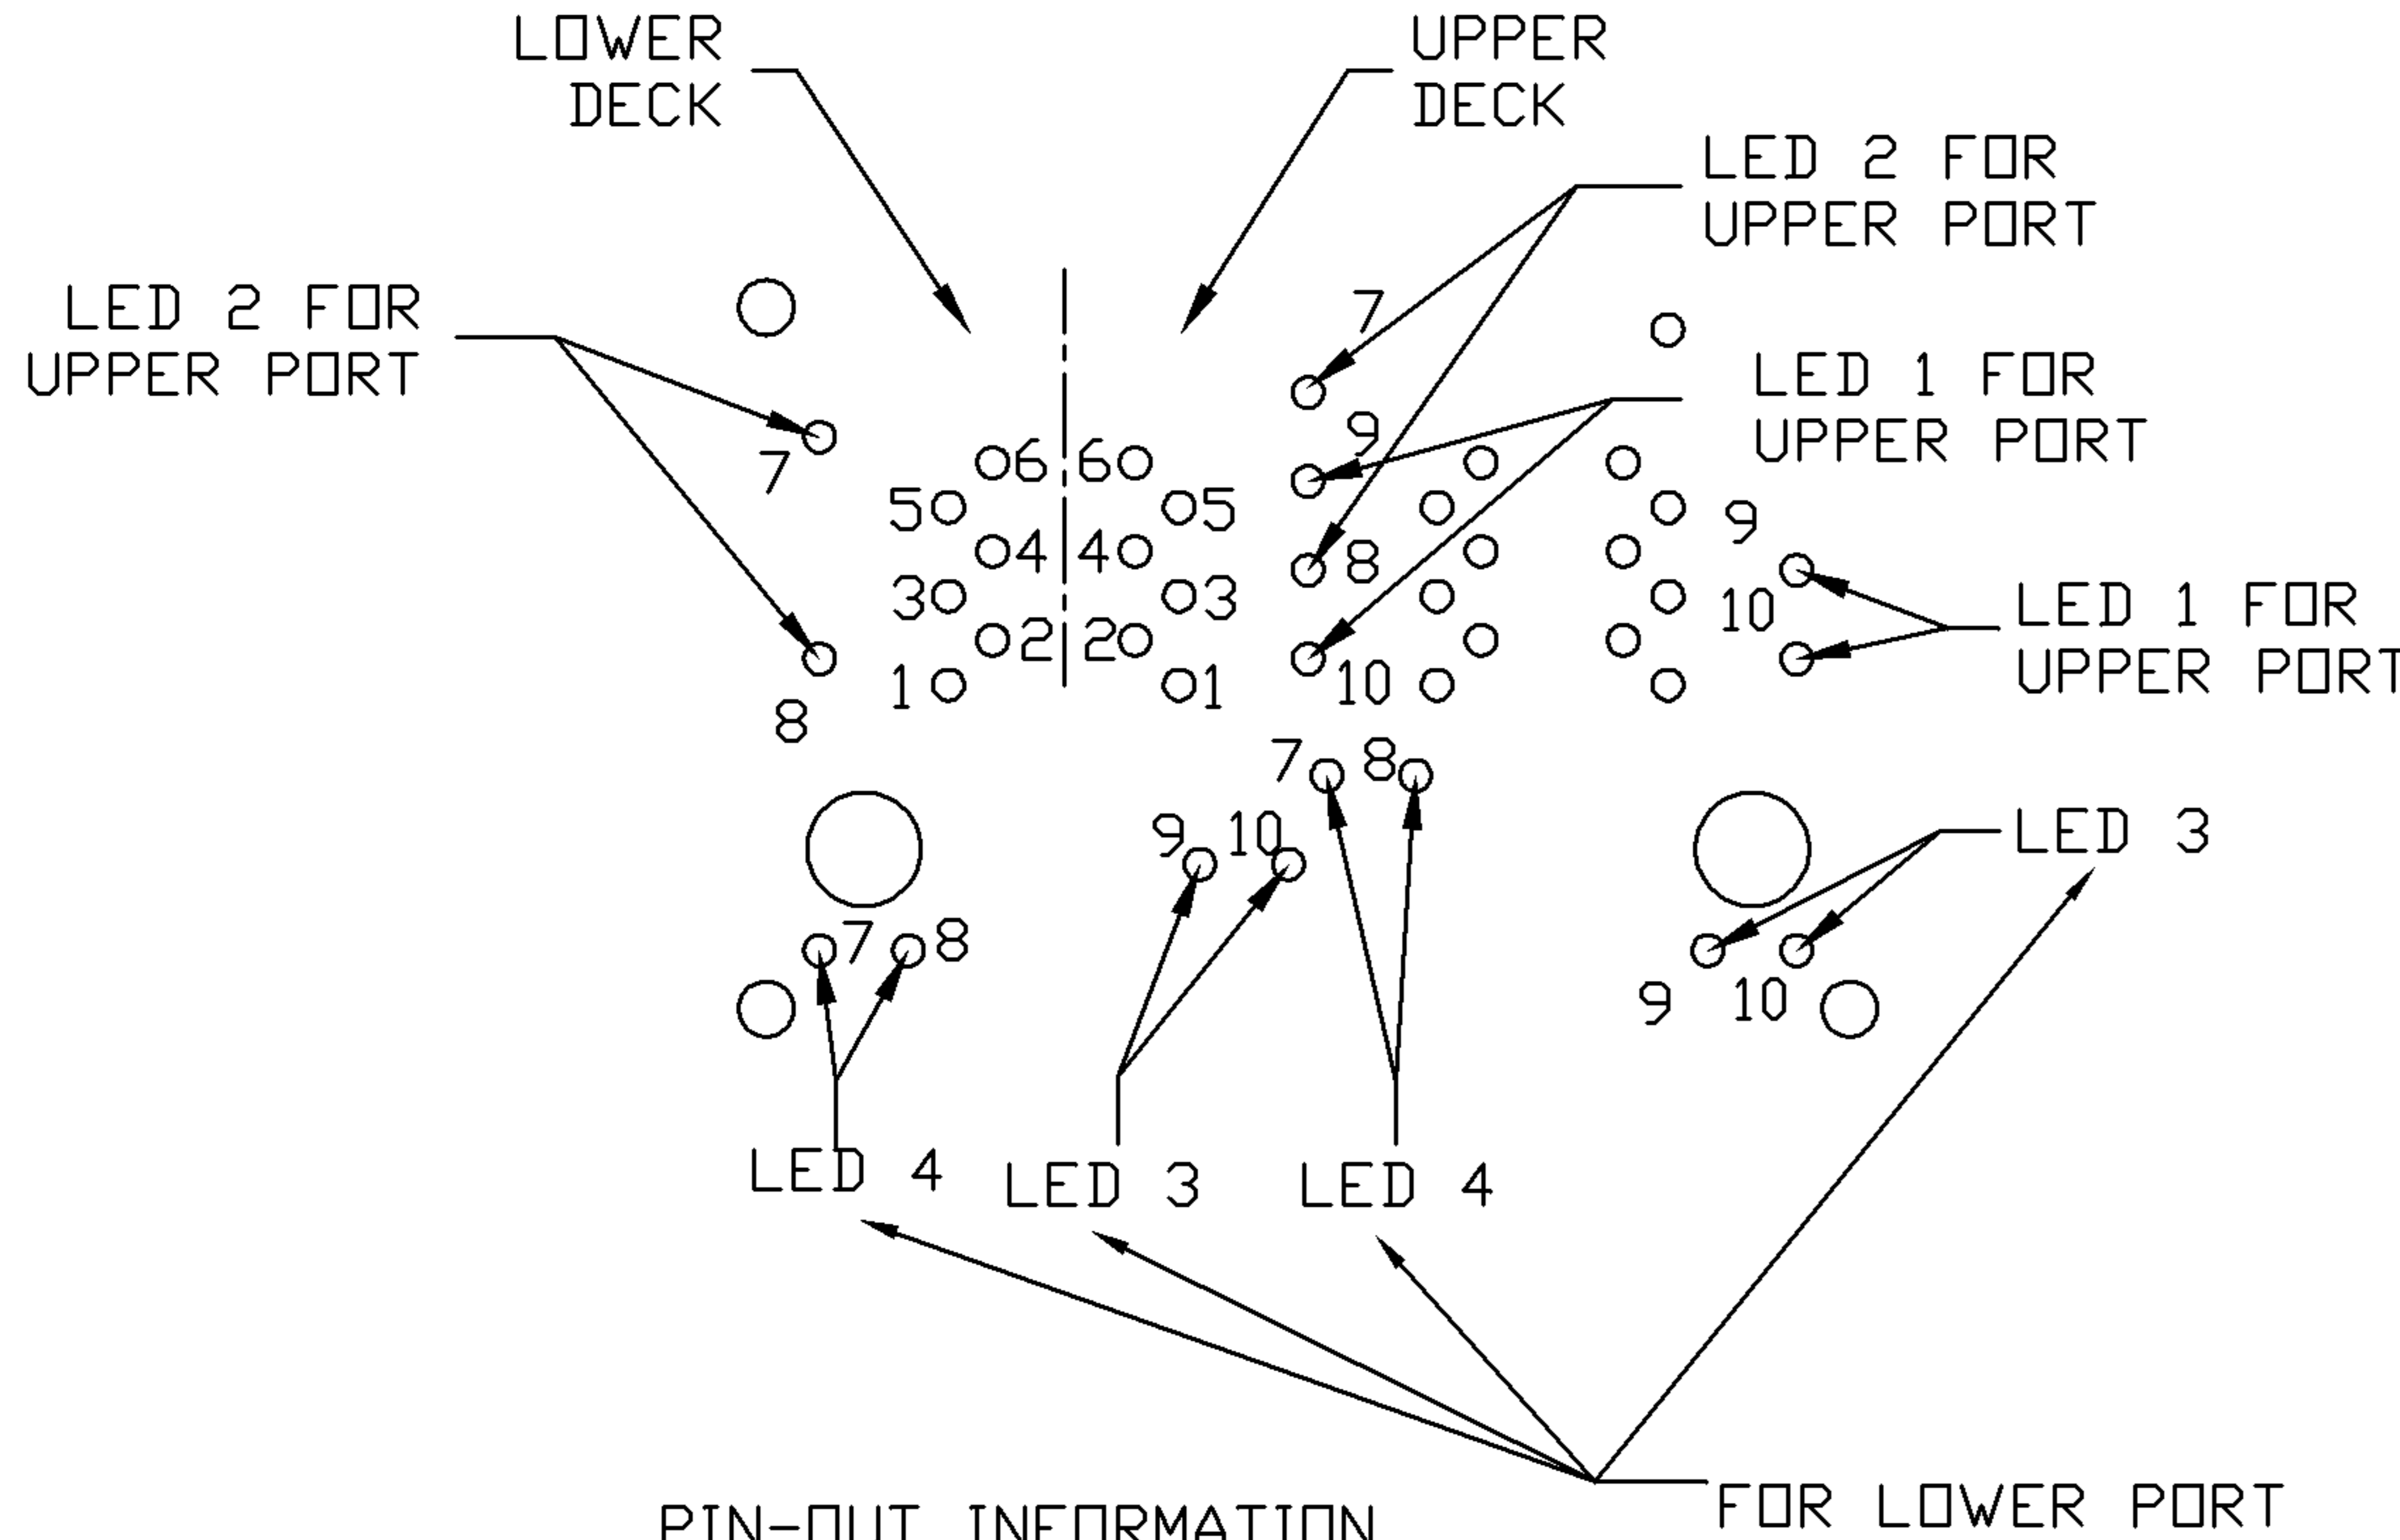 LOWER
DECK
UPPER
DECK
LED 2 FOR
UPPER PORT
LED 2 FOR
UPPER PORT
7
LED 1 FOR
UPPER PORT
9
7
6 6
5 5
9
4 4
8
3 3
10
LED 1 FOR
UPPER PORT
2 2
1 1
10
8
7 8
9 10
LED 3
7 8
9 10
LED 4
LED 3
LED 4
FOR LOWER PORT
PIN-OUT INFORMATION